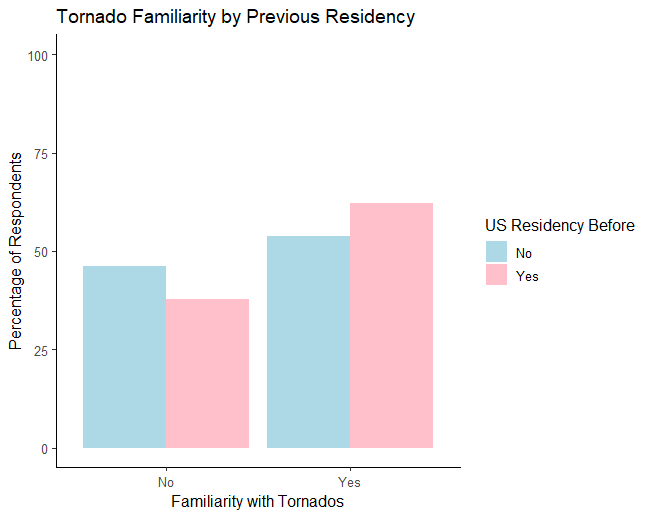 Tornado Familiarity by Previous Residency
100
75
50
25
0
Percentage of Respondents
No
Yes
Familiarity with Tornados
US Residency Before
No
Yes